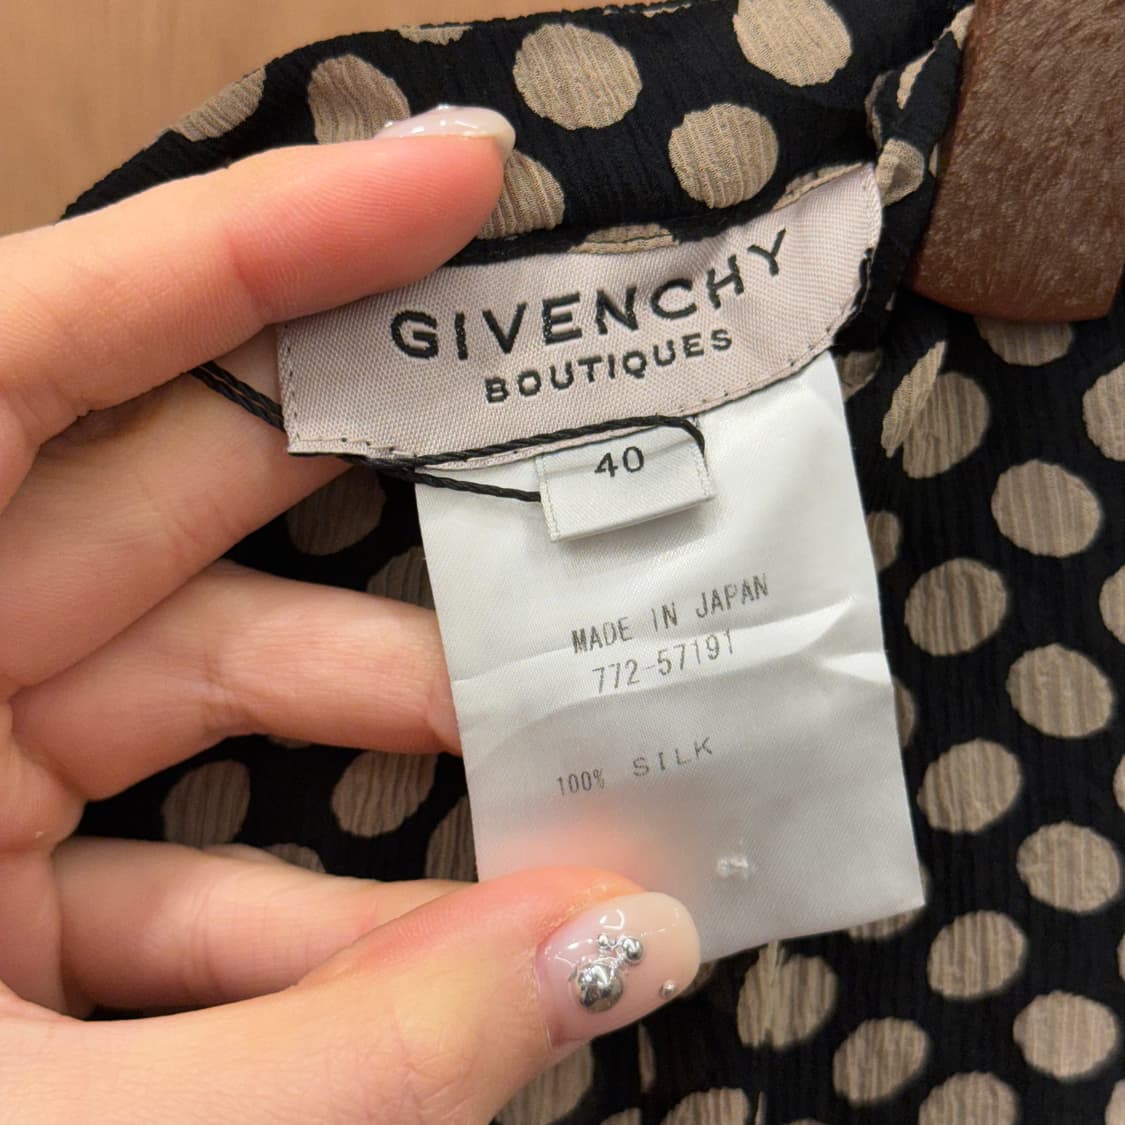 GIVENCHY
BOUTIQUES
40
MADE IN JAPAN
772-57191
100% SILK